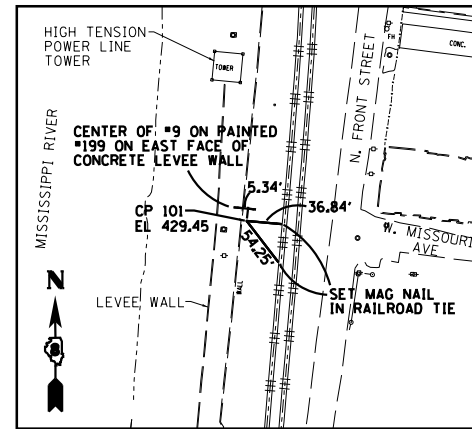 HIGH TENSION
POWER LINE
TOWER
TOWER
FH
CONC.
N. FRONT STREET
MISSISSIPPI RIVER
CENTER OF "9 ON PAINTED
"199 ON EAST FACE OF
CONCRETE LEVEE WALL
5.34'
36.84'
CP 101
EL 429.45
W. MISSOURI
AVE
54.25'
N
LEVEE WALL
WALL
SET MAG NAIL
IN RAILROAD TIE